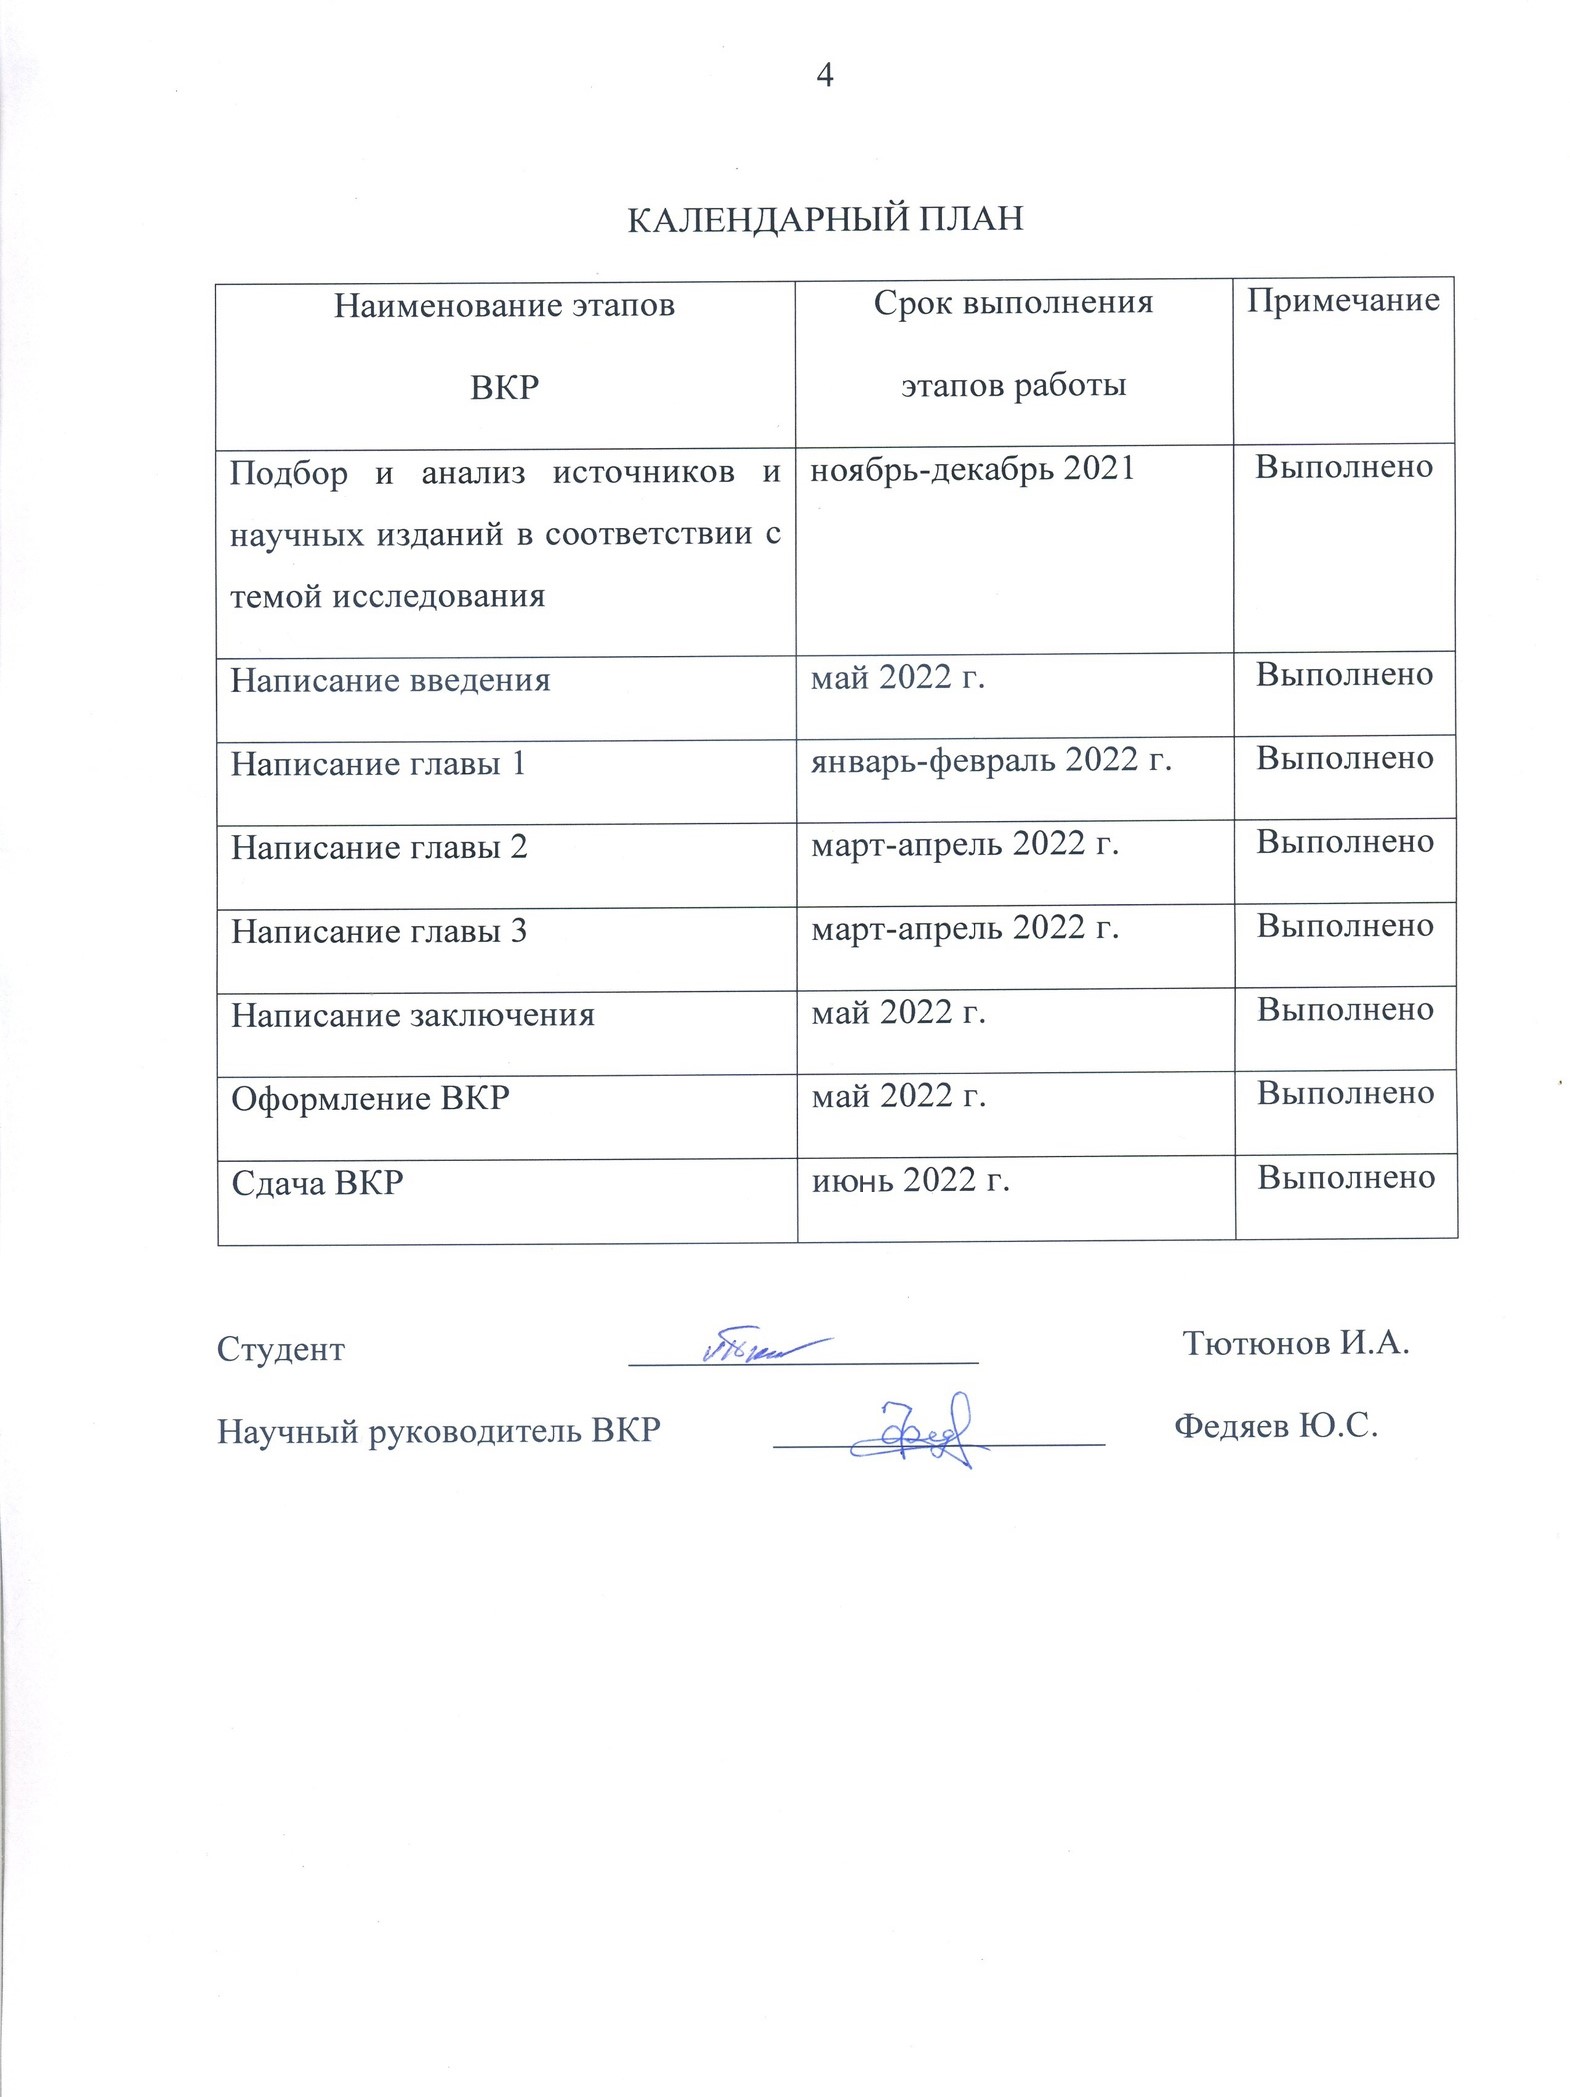 4
КАЛЕНДАРНЫЙ ПЛАН
Наименование этапов
ВКР
Срок выполнения
этапов работы
Примечание
Подбор и анализ источников и
научных изданий в соответствии с
темой исследования
ноябрь-декабрь 2021
Выполнено
Написание введения
май 2022 г.
Выполнено
Написание главы 1
январь-февраль 2022 г.
Выполнено
Написание главы 2
март-апрель 2022 г.
Выполнено
Написание главы 3
март-апрель 2022 г.
Выполнено
Написание заключения
май 2022 г.
Выполнено
Оформление ВКР
май 2022 г.
Выполнено
Сдача ВКР
июнь 2022 г.
Выполнено
Студент
Тютюнов И.А.
Научный руководитель ВКР
Федяев Ю.С.